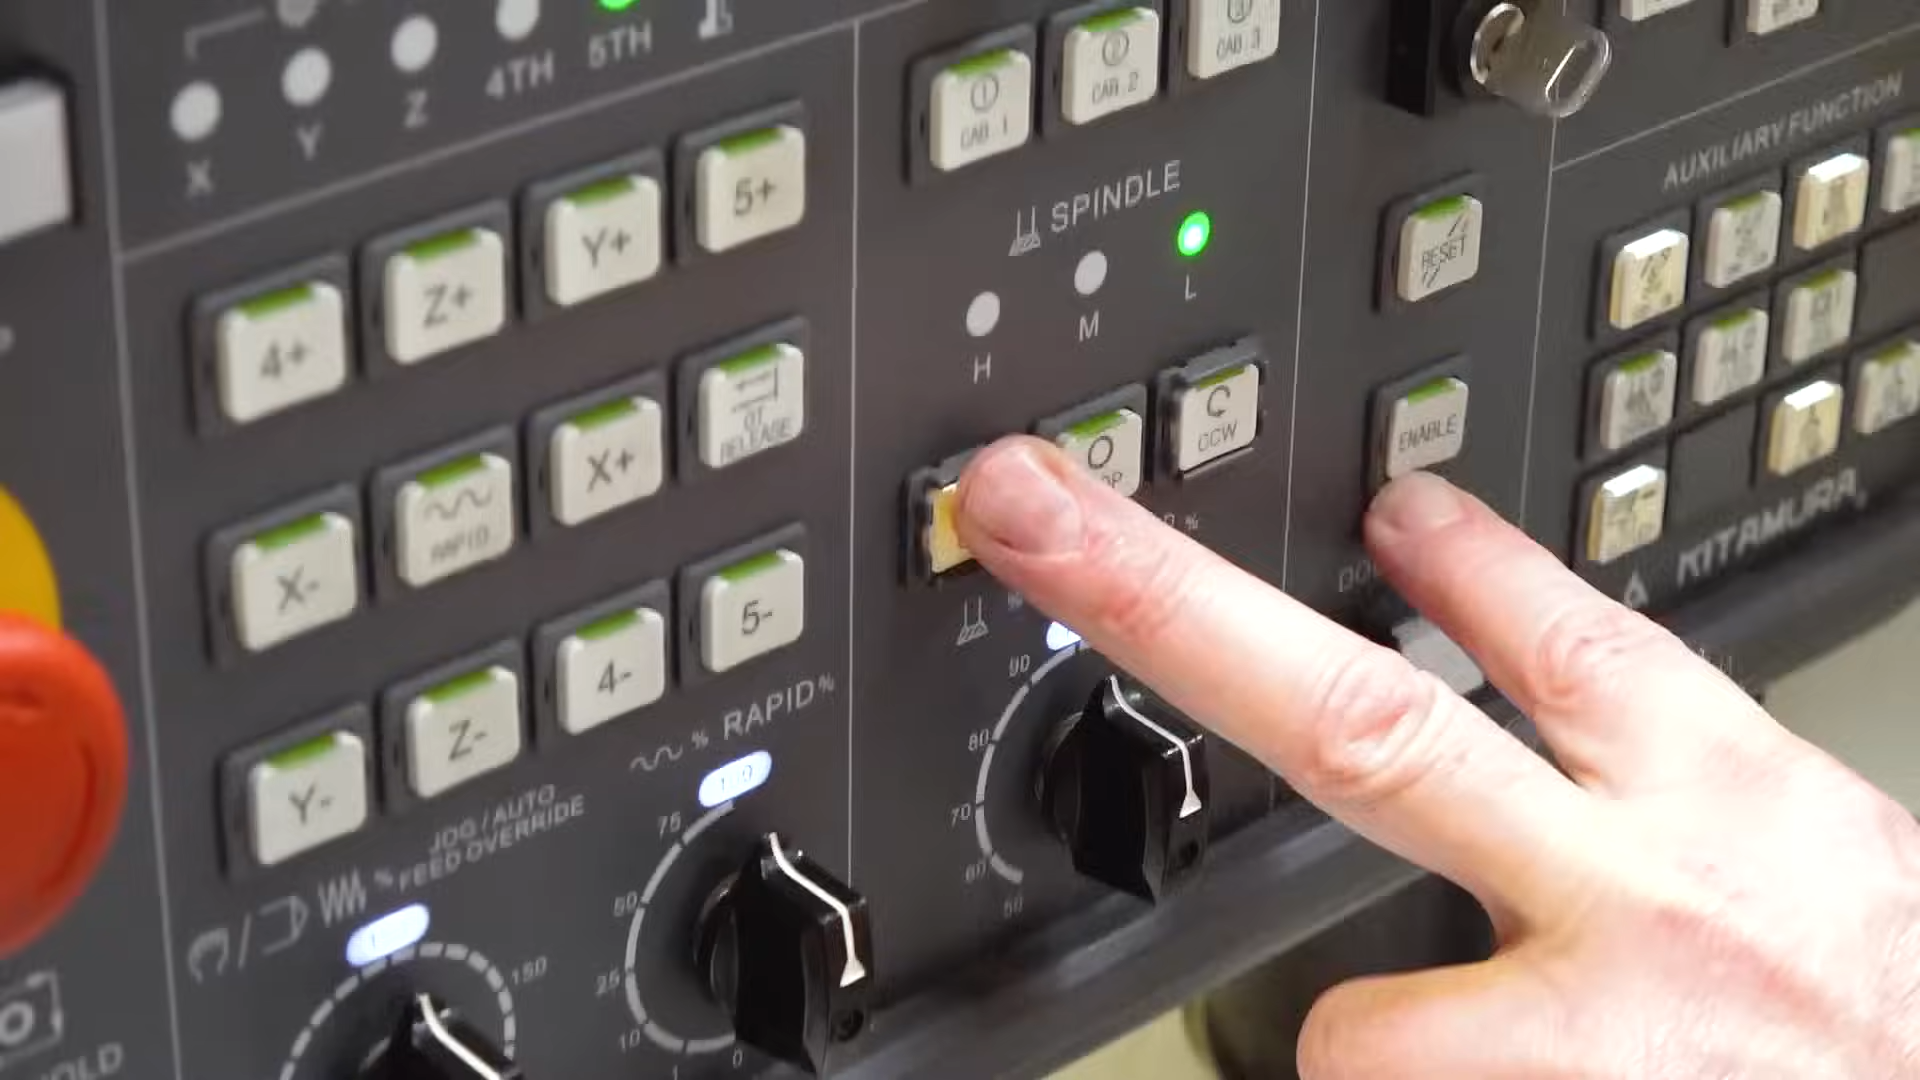 X
Y
Z
4TH
5TH
CAB.1
CAB.2
CAB.3
5+
Y+
Z+
4+
SPINDLE
H
M
L
RESET
AUXILIARY FUNCTION
OT
RELEASE
X+
RAPID
X-
CCW
ENABLE
KITAMURA
5-
4-
Z-
Y-
% RAPID %
75
50
25
10
1
0
JOG / AUTO
% FEED OVERRIDE
150
%
90
80
70
60
50